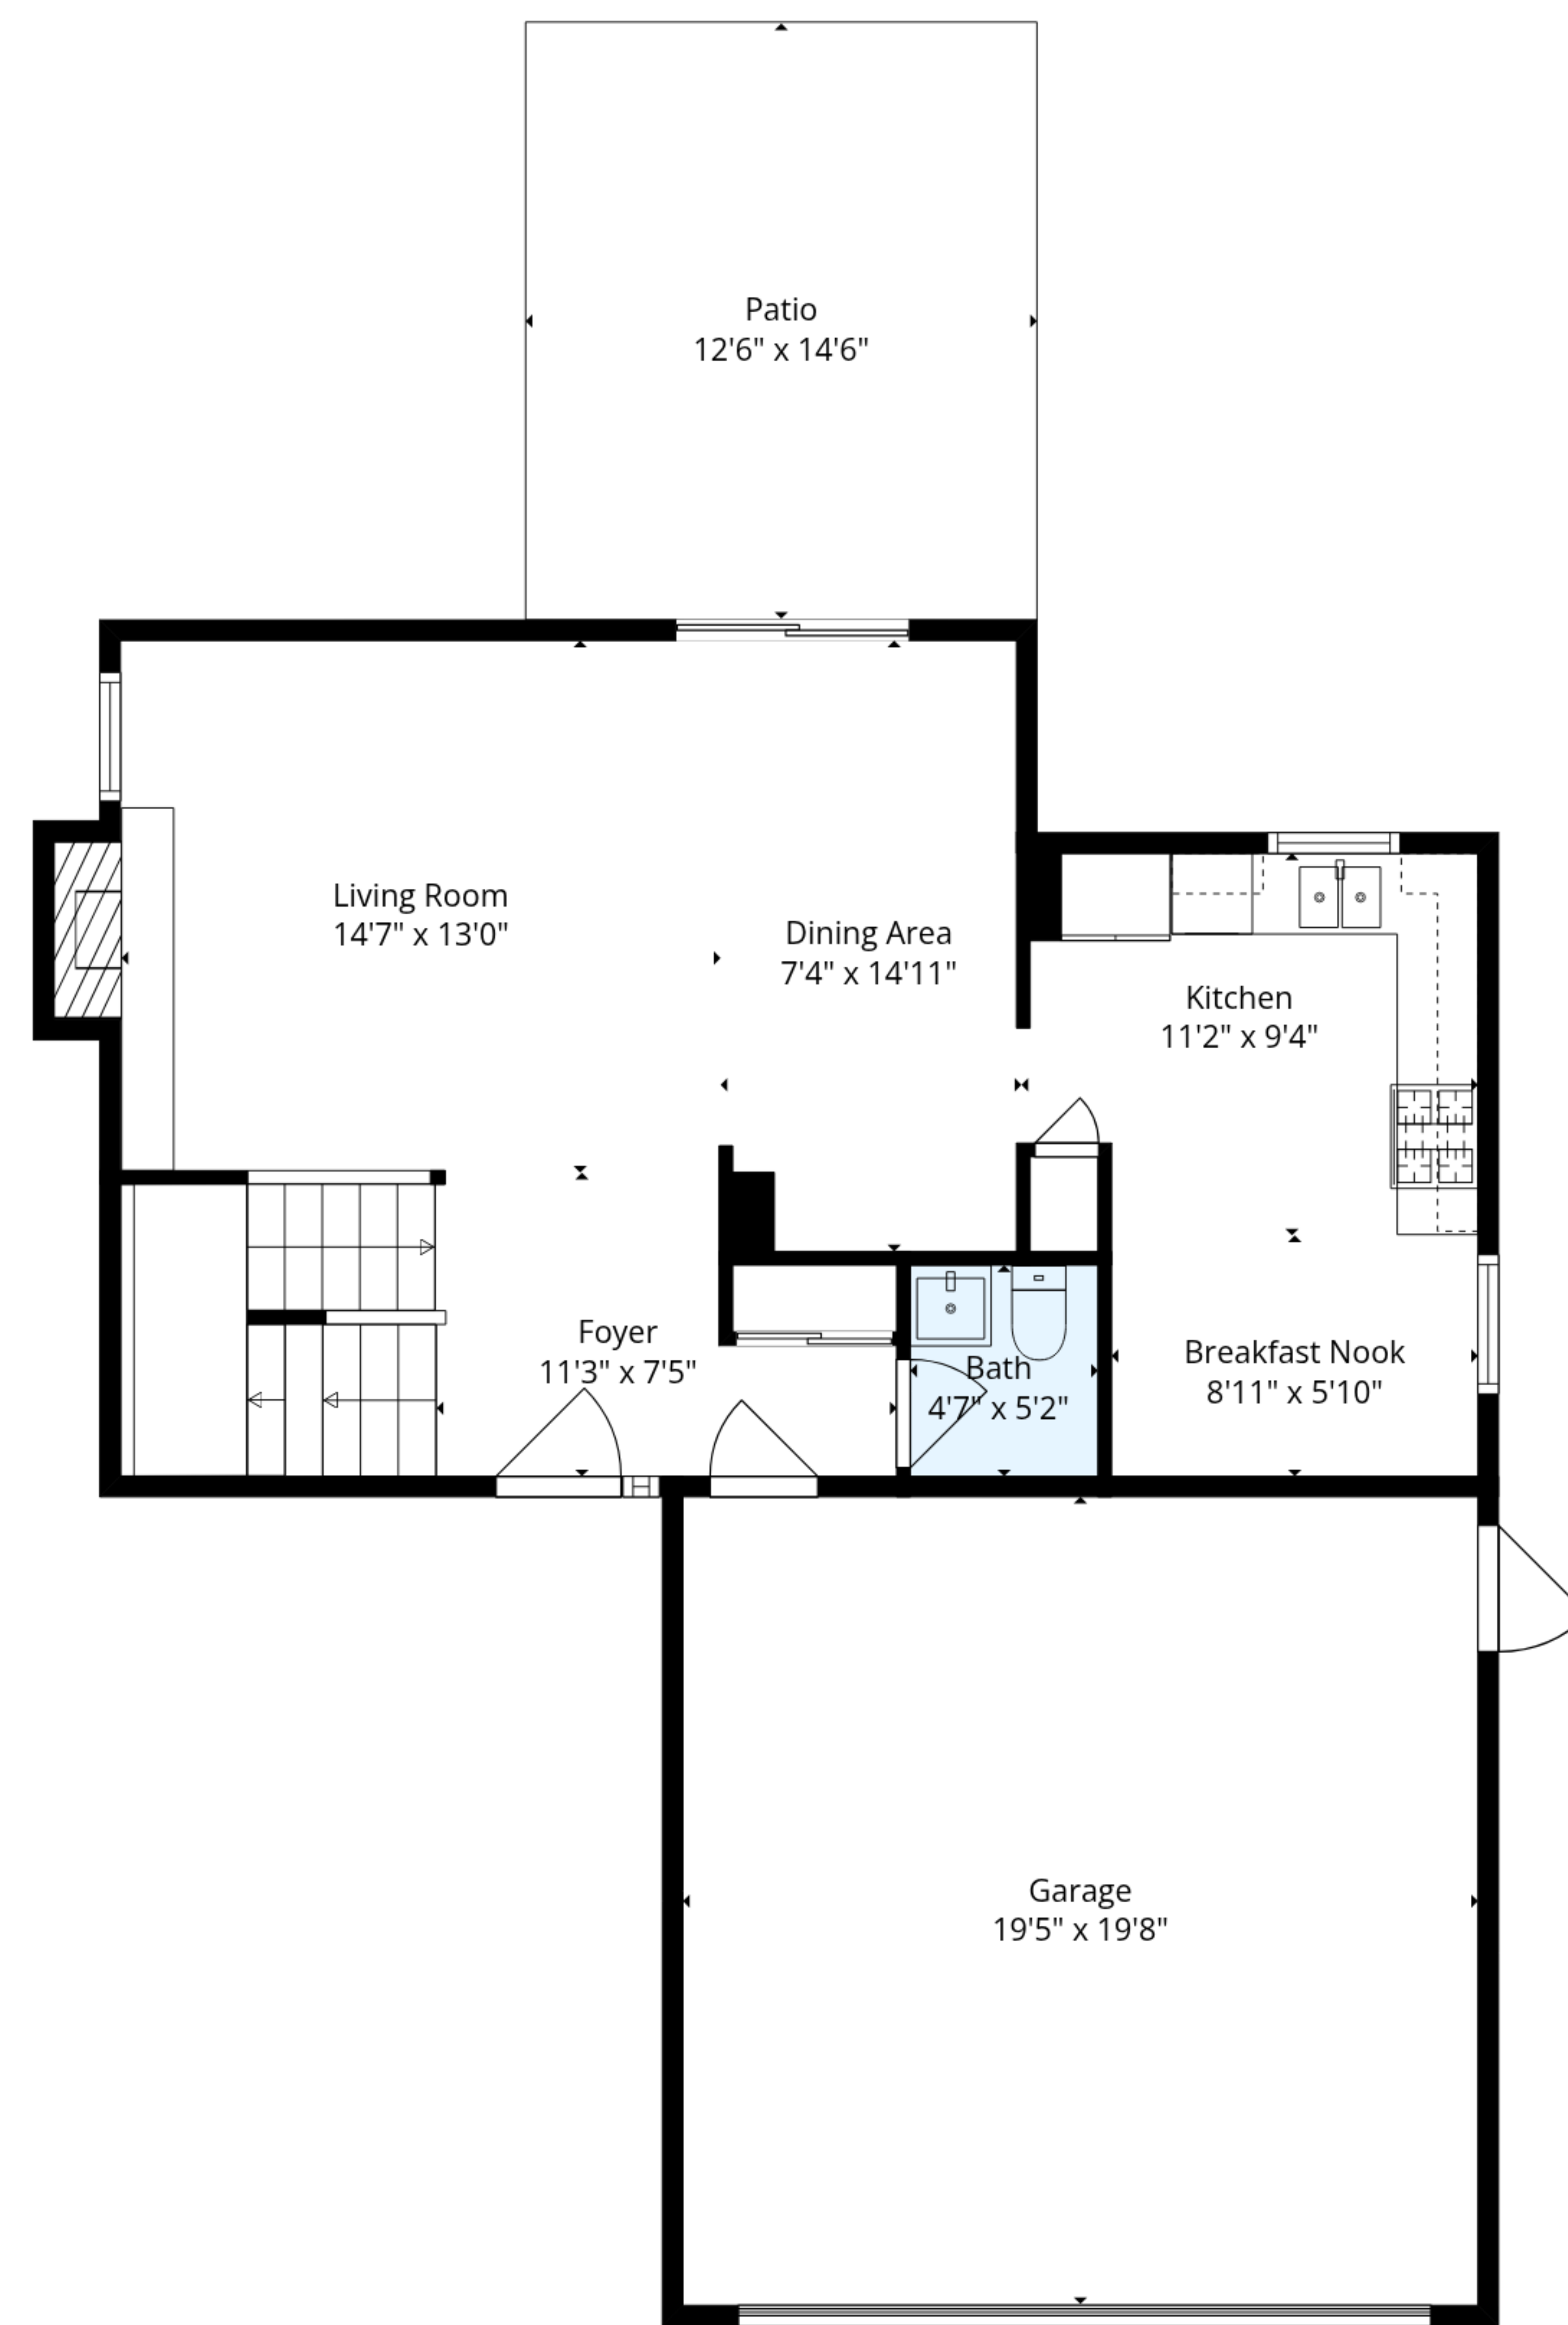 Patio
12'6" x 14'6"
Living Room
14'7" x 13'0"
Dining Area
7'4" x 14'11"
Kitchen
11'2" x 9'4"
Foyer
11'3" x 7'5"
Bath
4'7" x 5'2"
Breakfast Nook
8'11" x 5'10"
Garage
19'5" x 19'8"